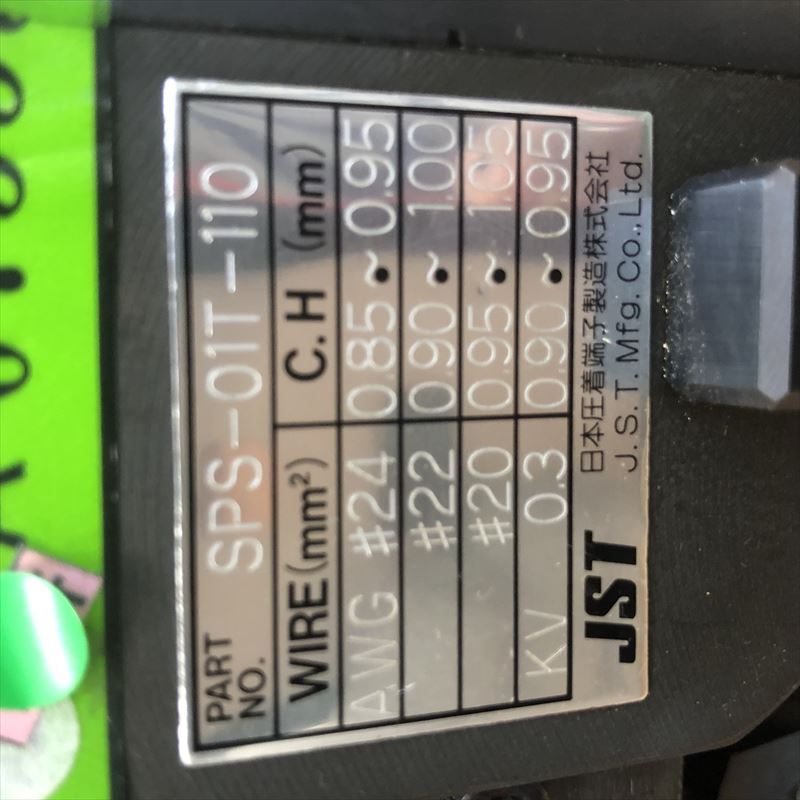 PART NO. SPS-01T-110
WIRE(mm²) C.H (mm)
AWG #24 0.85~0.95
#22 0.90~1.00
#20 0.95~1.05
KV 0.3 0.90~0.95
JST 日本圧着端子製造株式会社
J.S.T. Mfg. Co., Ltd.